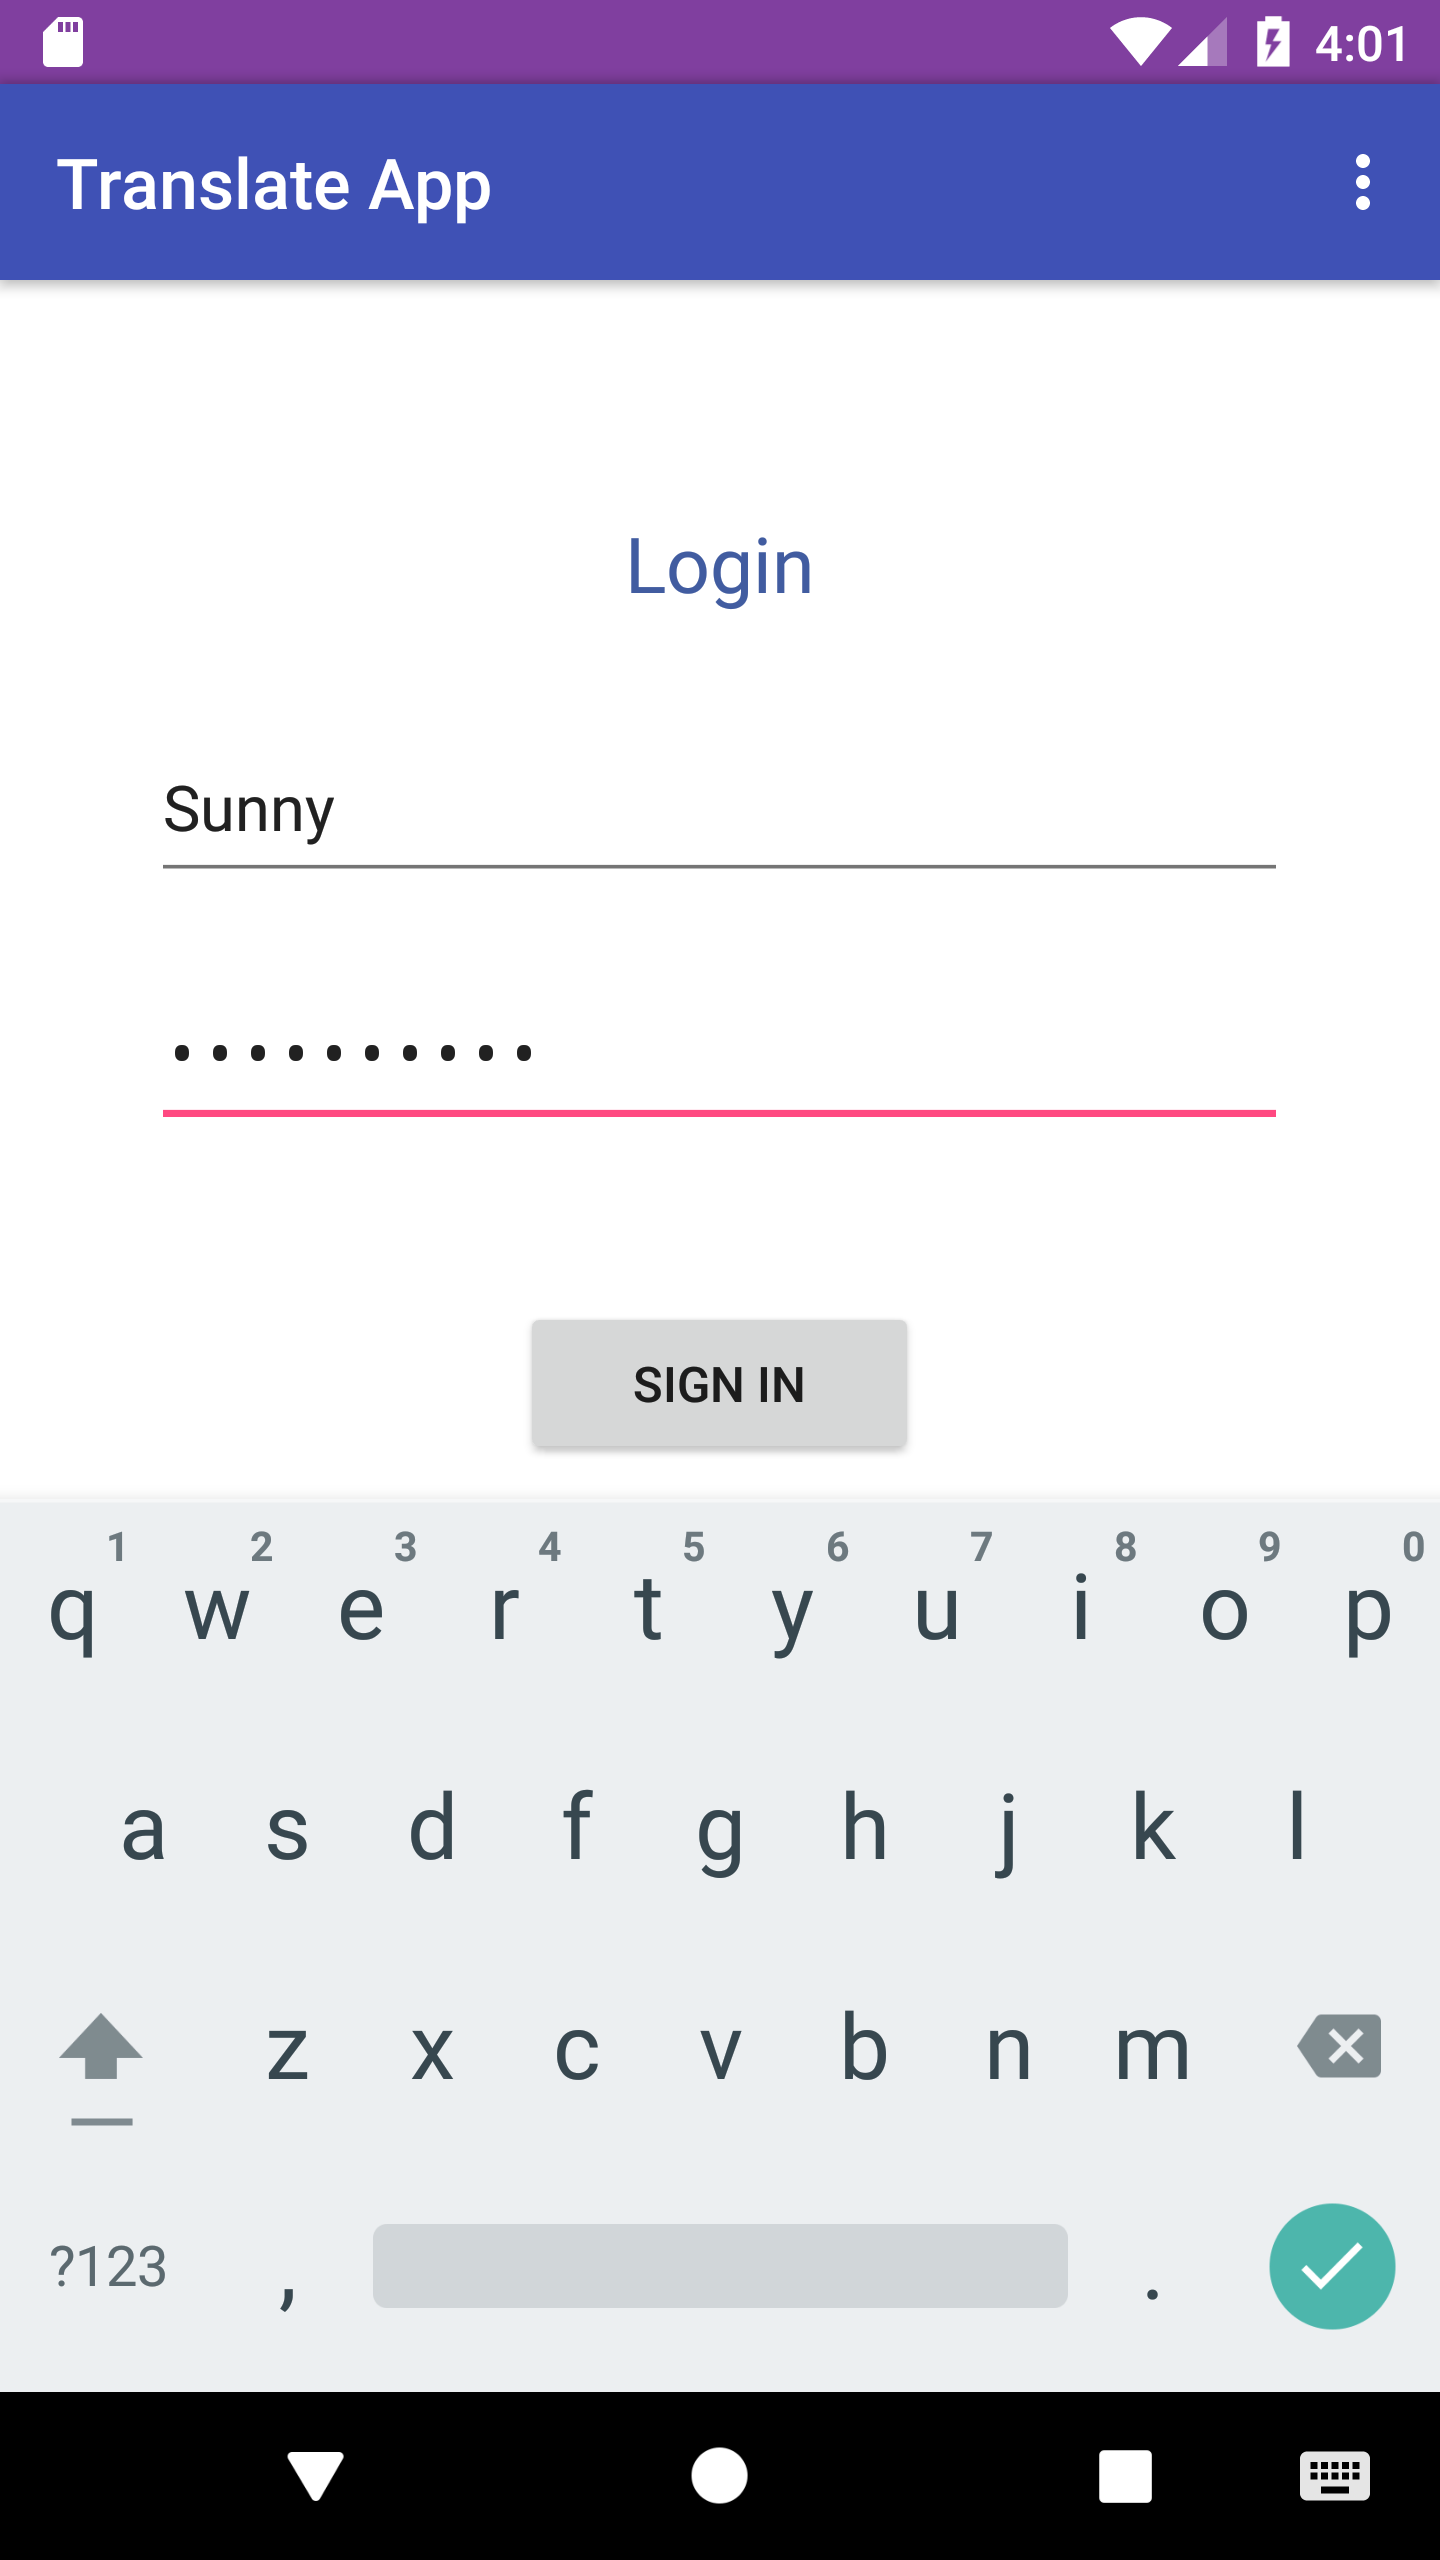 4:01
Translate App
Login
Sunny
••••••••••
SIGN IN
1 2 3 4 5 6 7 8 9 0
q w e r t y u i o p
a s d f g h j k l
z x c v b n m
?123 , .